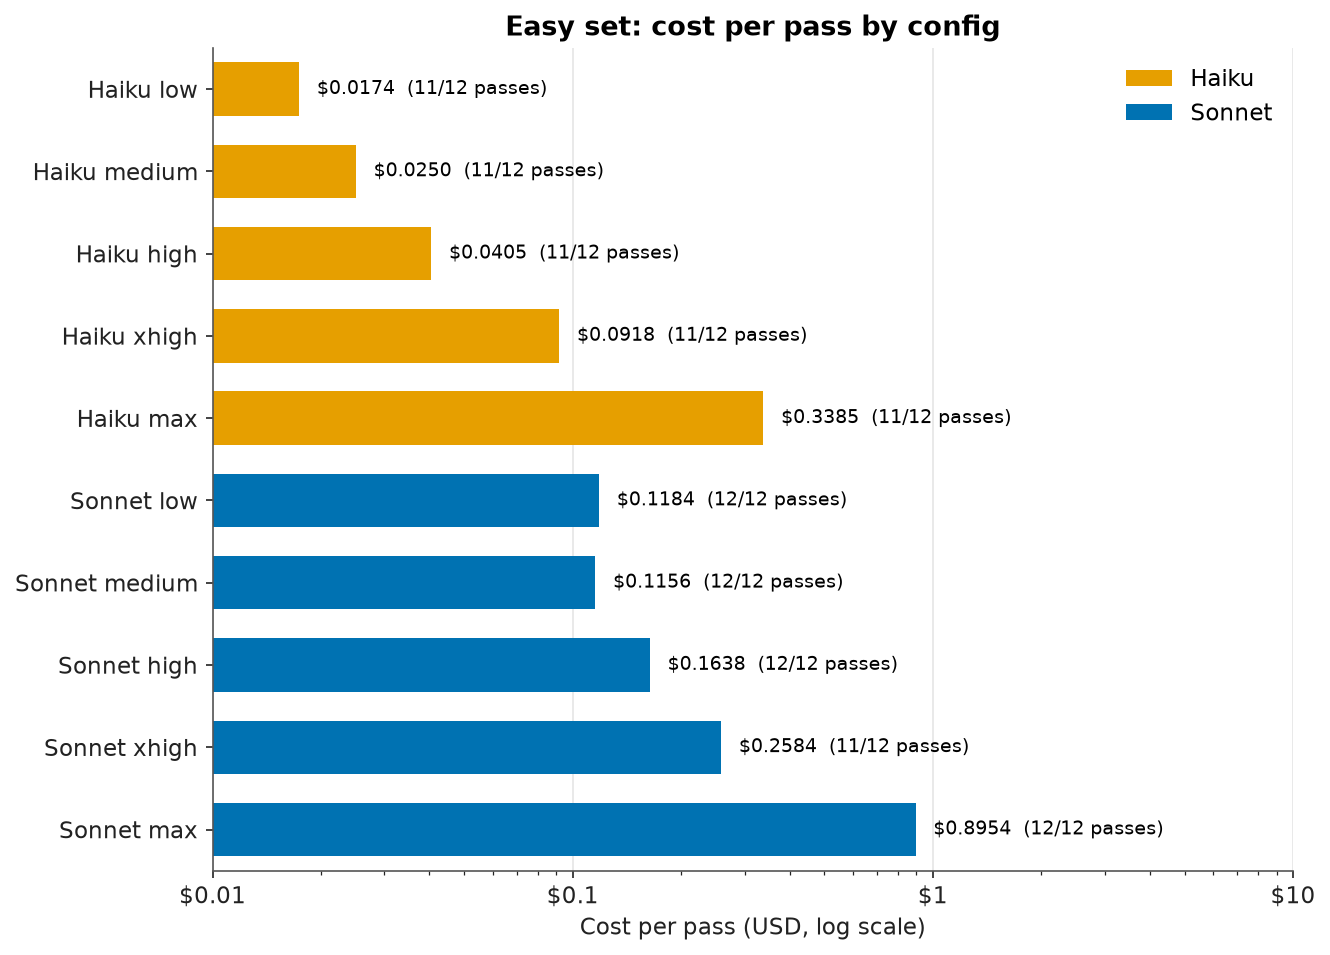 Easy set: cost per pass by config
Haiku
Sonnet
Haiku low $0.0174 (11/12 passes)
Haiku medium $0.0250 (11/12 passes)
Haiku high $0.0405 (11/12 passes)
Haiku xhigh $0.0918 (11/12 passes)
Haiku max $0.3385 (11/12 passes)
Sonnet low $0.1184 (12/12 passes)
Sonnet medium $0.1156 (12/12 passes)
Sonnet high $0.1638 (12/12 passes)
Sonnet xhigh $0.2584 (11/12 passes)
Sonnet max $0.8954 (12/12 passes)
$0.01 $0.1 $1 $10
Cost per pass (USD, log scale)